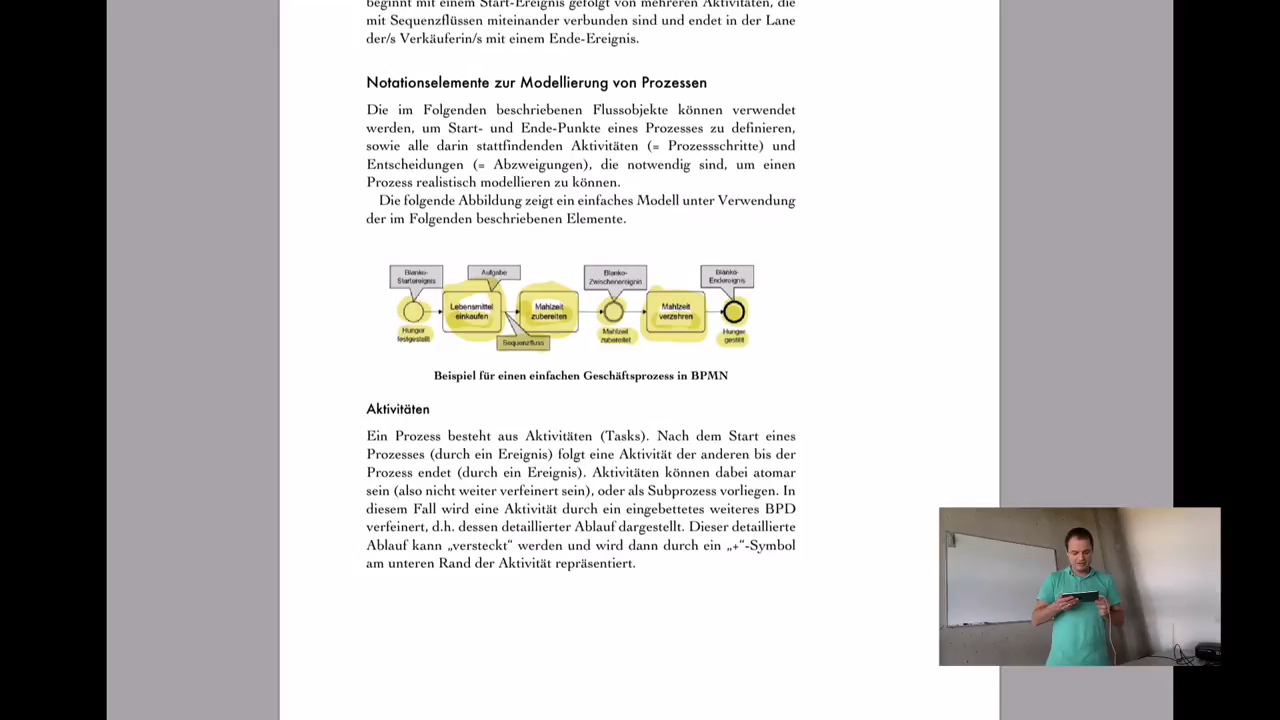 beginnt mit einem Start-Ereignis gefolgt von mehreren Aktivitäten, die
mit Sequenzflüssen miteinander verbunden sind und endet in der Lane
der/s Verkäuferin/s mit einem Ende-Ereignis.
Notationselemente zur Modellierung von Prozessen
Die im Folgenden beschriebenen Flussobjekte können verwendet
werden, um Start- und Ende-Punkte eines Prozesses zu definieren,
sowie alle darin stattfindenden Aktivitäten (= Prozessschritte) und
Entscheidungen (= Abzweigungen), die notwendig sind, um einen
Prozess realistisch modellieren zu können.
Die folgende Abbildung zeigt ein einfaches Modell unter Verwendung
der im Folgenden beschriebenen Elemente.
Blanko-
Startereignis
Aufgabe
Blanko-
Zwischenereignis
Blanko-
Endereignis
Lebensmittel
einkaufen
Mahlzeit
zubereiten
Mahlzeit
verzehren
Hunger
festgestellt
Sequenzfluss
Mahlzeit
zubereitet
Hunger
gestillt
Beispiel für einen einfachen Geschäftsprozess in BPMN
Aktivitäten
Ein Prozess besteht aus Aktivitäten (Tasks). Nach dem Start eines
Prozesses (durch ein Ereignis) folgt eine Aktivität der anderen bis der
Prozess endet (durch ein Ereignis). Aktivitäten können dabei atomar
sein (also nicht weiter verfeinert sein), oder als Subprozess vorliegen. In
diesem Fall wird eine Aktivität durch ein eingebettetes weiteres BPD
verfeinert, d.h. dessen detaillierter Ablauf dargestellt. Dieser detaillierte
Ablauf kann „versteckt“ werden und wird dann durch ein „+“-Symbol
am unteren Rand der Aktivität repräsentiert.